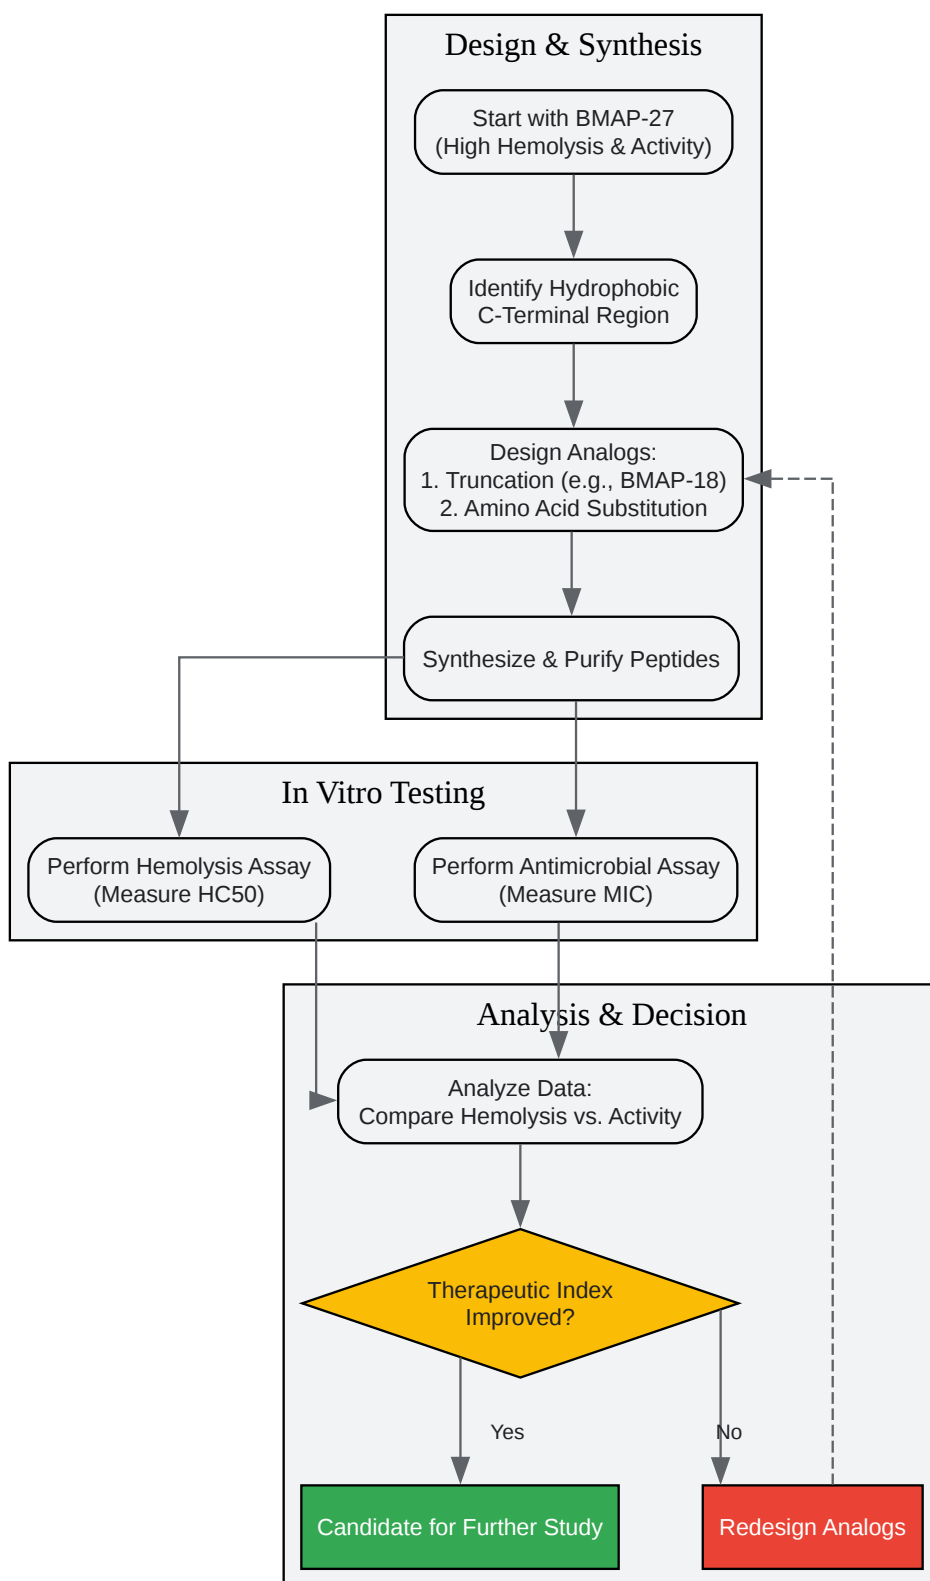 Design & Synthesis
Start with BMAP-27
(High Hemolysis & Activity)
Identify Hydrophobic
C-Terminal Region
Design Analogs:
1. Truncation (e.g., BMAP-18)
2. Amino Acid Substitution
Synthesize & Purify Peptides
In Vitro Testing
Perform Hemolysis Assay
(Measure HC50)
Perform Antimicrobial Assay
(Measure MIC)
Analysis & Decision
Analyze Data:
Compare Hemolysis vs. Activity
Therapeutic Index
Improved?
Yes
No
Candidate for Further Study
Redesign Analogs